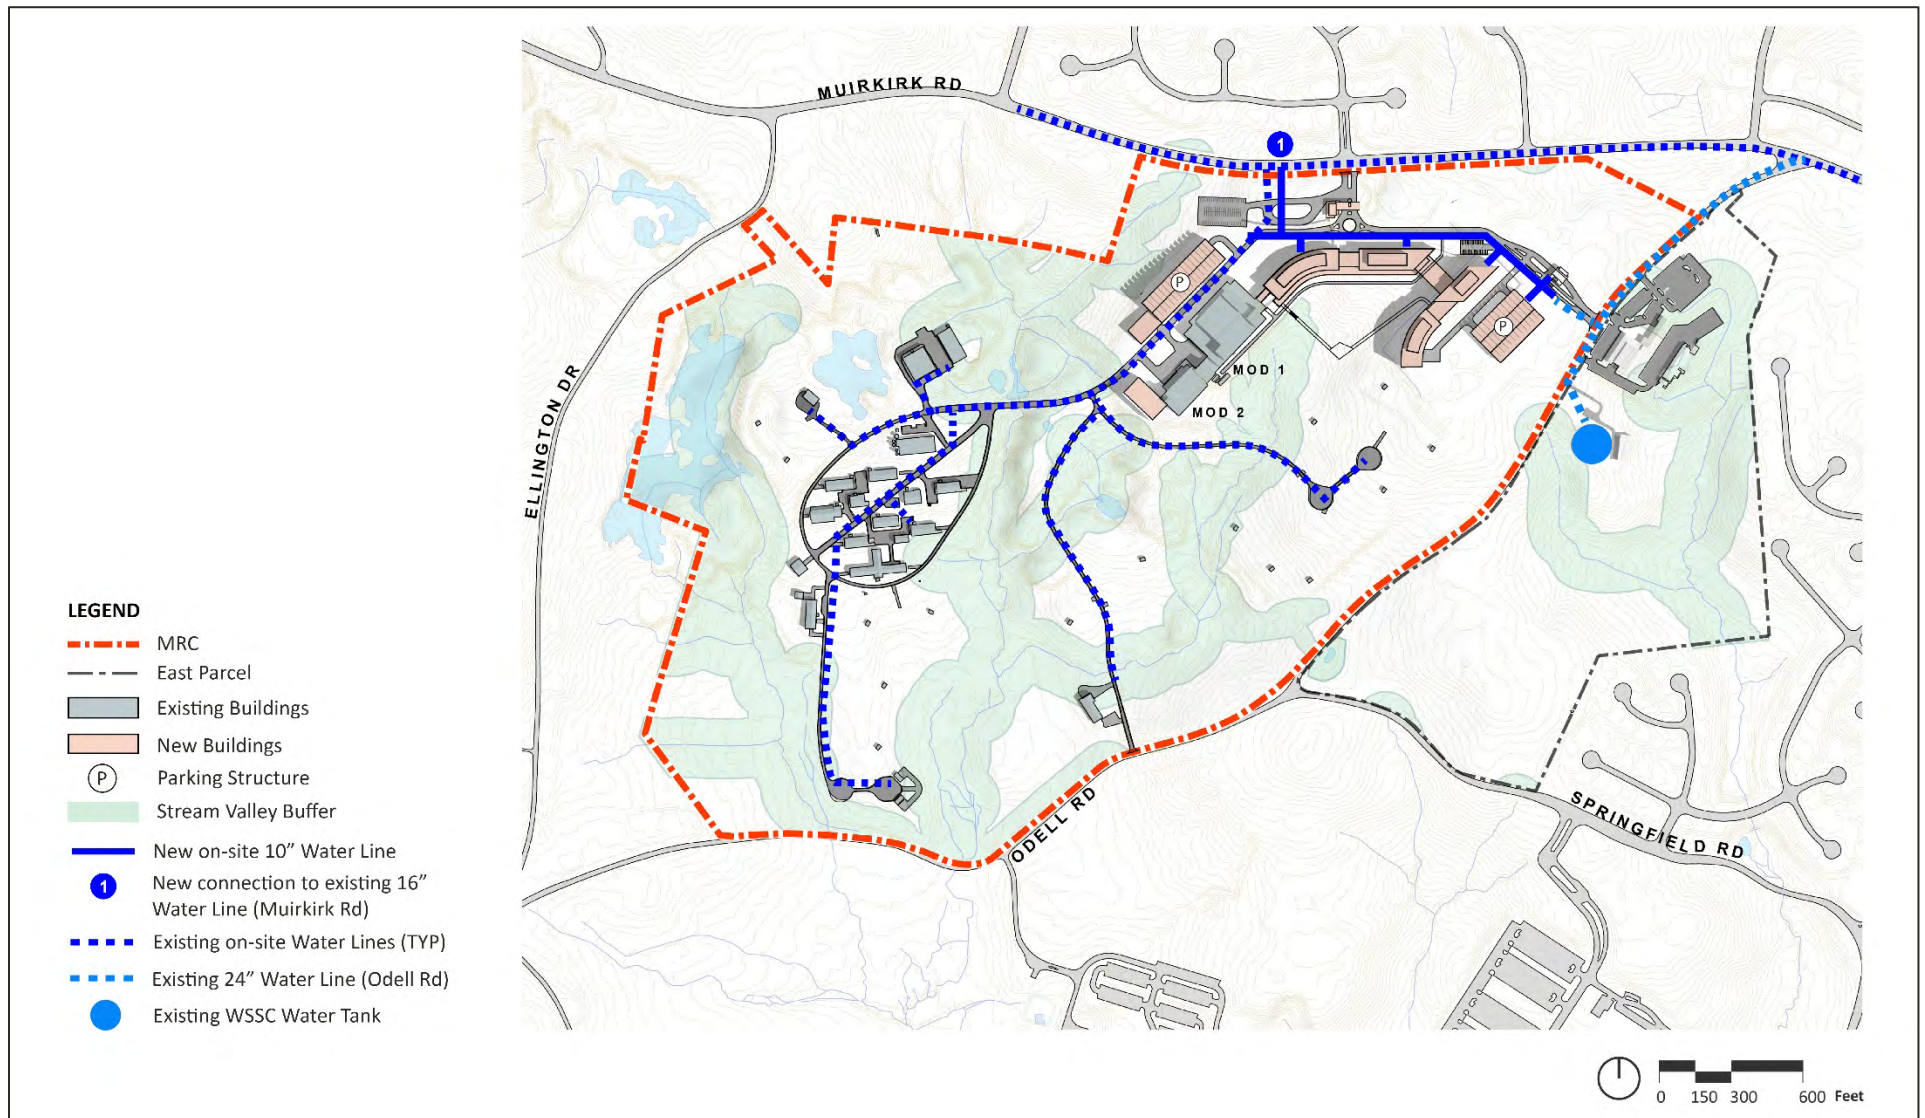 MUIRKIRK RD
1
P
P
MOD 1
MOD 2
ELLINGTON DR
ODELL RD
SPRINGFIELD RD
LEGEND
MRC
East Parcel
Existing Buildings
New Buildings
P Parking Structure
Stream Valley Buffer
New on-site 10” Water Line
1 New connection to existing 16”
Water Line (Muirkirk Rd)
Existing on-site Water Lines (TYP)
Existing 24” Water Line (Odell Rd)
Existing WSSC Water Tank
0 150 300 600 Feet